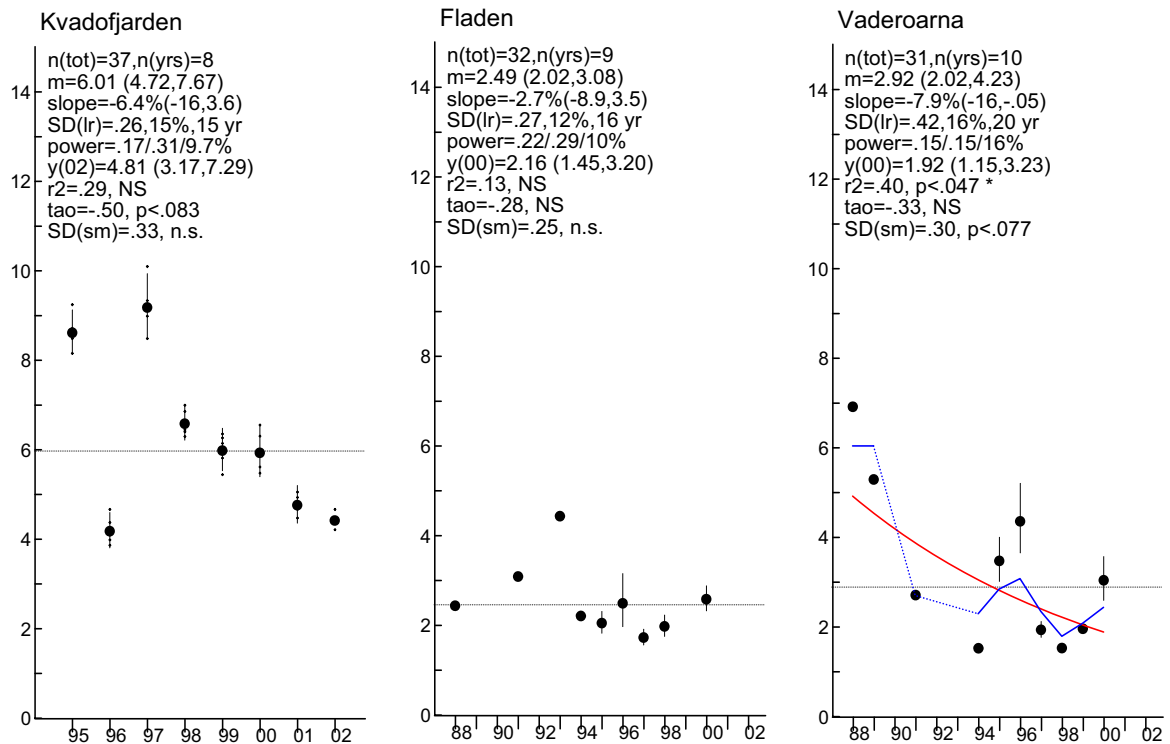 Kvadofjarden
n(tot)=37,n(yrs)=8
m=6.01 (4.72,7.67)
slope=-6.4%(-16,3.6)
SD(lr)=.26,15%,15 yr
power=.17/.31/9.7%
y(02)=4.81 (3.17,7.29)
r2=.29, NS
tao=-.50, p<.083
SD(sm)=.33, n.s.
14
12
10
8
6
4
2
0
95 96 97 98 99 00 01 02
Fladen
n(tot)=32,n(yrs)=9
m=2.49 (2.02,3.08)
slope=-2.7%(-8.9,3.5)
SD(lr)=.27,12%,16 yr
power=.22/.29/10%
y(00)=2.16 (1.45,3.20)
r2=.13, NS
tao=-.28, NS
SD(sm)=.25, n.s.
14
12
10
8
6
4
2
0
88 90 92 94 96 98 00 02
Vaderoarna
n(tot)=31,n(yrs)=10
m=2.92 (2.02,4.23)
slope=-7.9%(-16,-.05)
SD(lr)=.42,16%,20 yr
power=.15/.15/16%
y(00)=1.92 (1.15,3.23)
r2=.40, p<.047 *
tao=-.33, NS
SD(sm)=.30, p<.077
14
12
10
8
6
4
2
0
88 90 92 94 96 98 00 02